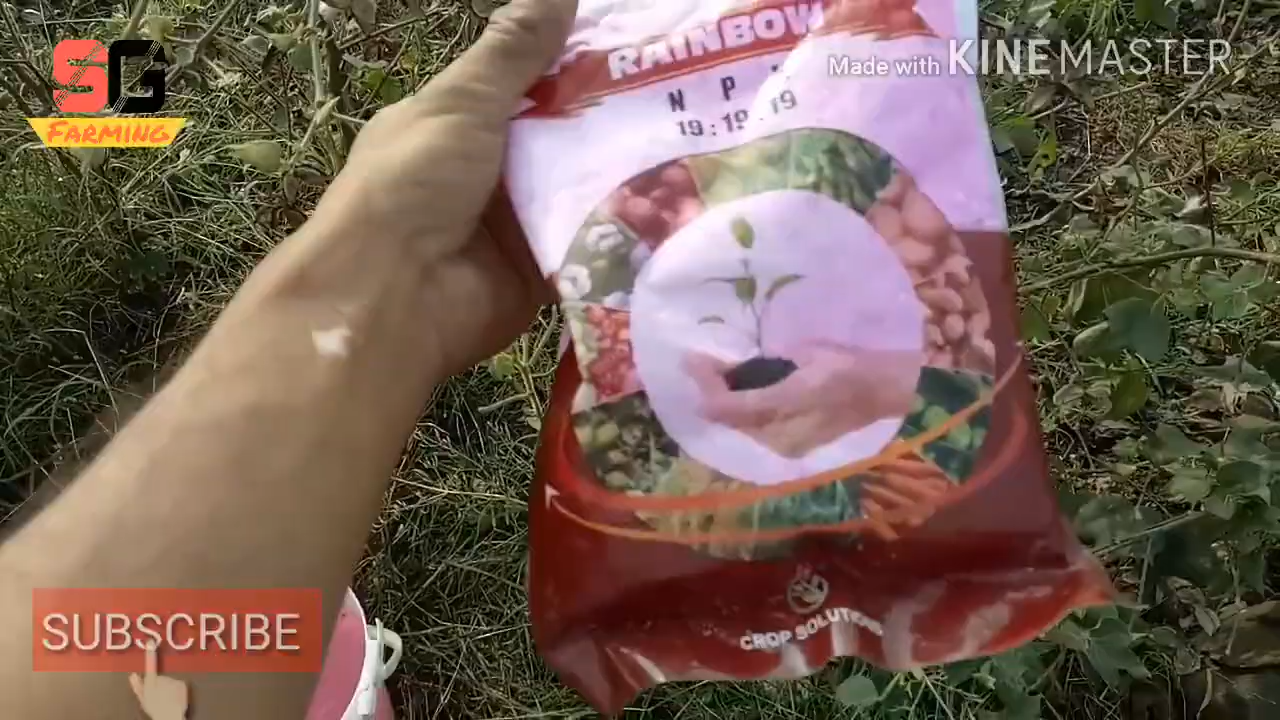 SG
FARMING
Made with KINEMASTER
RAINBOW
N P
19:19:19
CROP SOLUTIONS
SUBSCRIBE